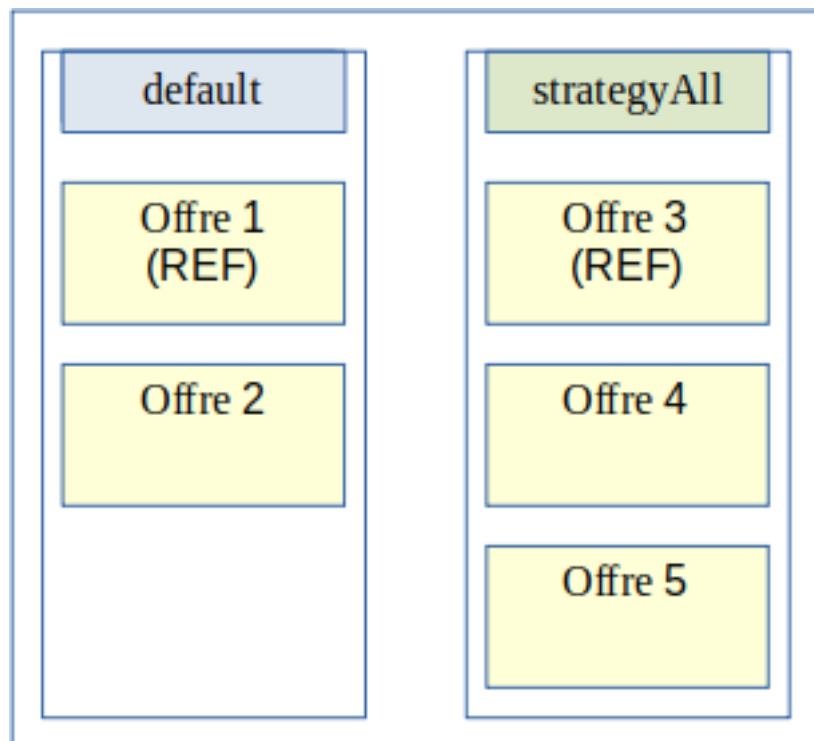 default
Offre 1
(REF)
Offre 2
strategyAll
Offre 3
(REF)
Offre 4
Offre 5